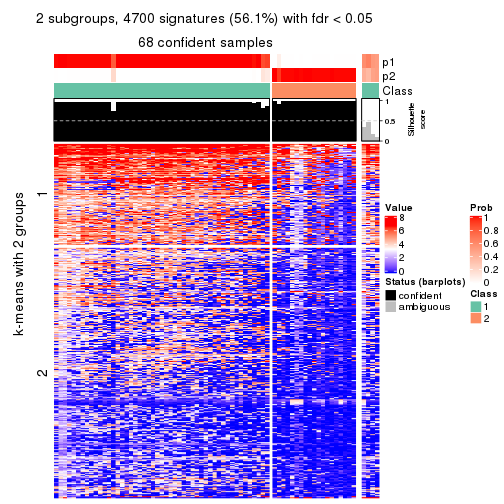 2 subgroups, 4700 signatures (56.1%) with fdr < 0.05
68 confident samples
p1
p2
Class
1
0.5
0
Silhouette
score
k-means with 2 groups
1
2
Value
8
6
4
2
0
Prob
1
0.8
0.6
0.4
0.2
0
Status (barplots)
confident
ambiguous
Class
1
2